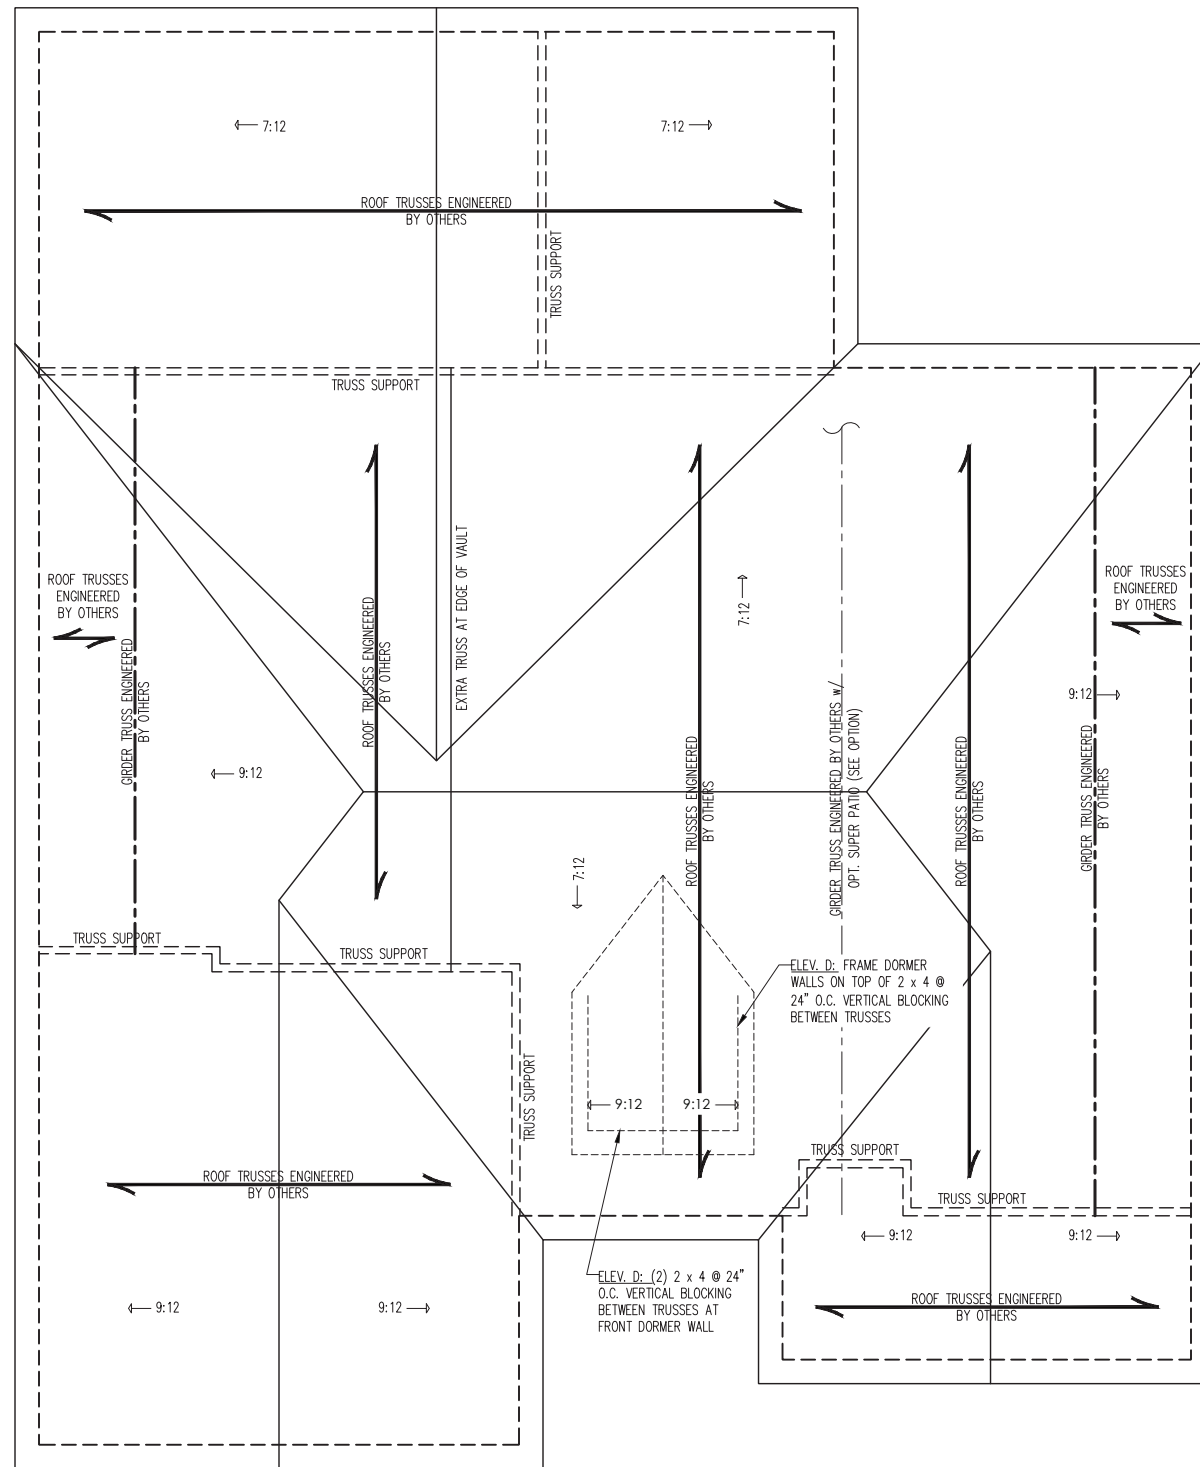 7:12
7:12
ROOF TRUSSES ENGINEERED
BY OTHERS
TRUSS SUPPORT
TRUSS SUPPORT
EXTRA TRUSS AT EDGE OF VAULT
ROOF TRUSSES
ENGINEERED
BY OTHERS
ROOF TRUSSES
ENGINEERED
BY OTHERS
7:12
GIRDER TRUSS ENGINEERED
BY OTHERS
ROOF TRUSSES ENGINEERED
BY OTHERS
9:12
ROOF TRUSSES ENGINEERED
BY OTHERS
GIRDER TRUSS ENGINEERED BY OTHERS w/
OPT. SUPER PATIO (SEE OPTION)
ROOF TRUSSES ENGINEERED
BY OTHERS
GIRDER TRUSS ENGINEERED
BY OTHERS
9:12
7:12
TRUSS SUPPORT
TRUSS SUPPORT
ELEV. D: FRAME DORMER
WALLS ON TOP OF 2 x 4 @
24" O.C. VERTICAL BLOCKING
BETWEEN TRUSSES
TRUSS SUPPORT
9:12
9:12
TRUSS SUPPORT
ROOF TRUSSES ENGINEERED
BY OTHERS
TRUSS SUPPORT
9:12
9:12
ELEV. D: (2) 2 x 4 @ 24"
O.C. VERTICAL BLOCKING
BETWEEN TRUSSES AT
FRONT DORMER WALL
9:12
9:12
ROOF TRUSSES ENGINEERED
BY OTHERS